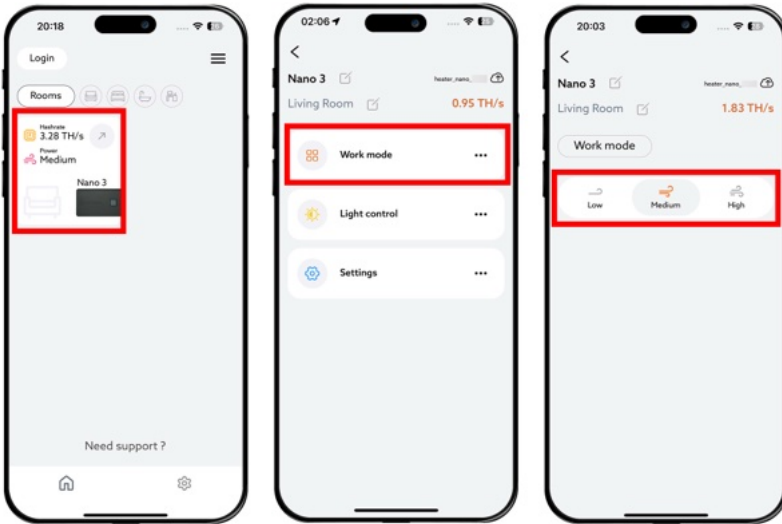 20:18
Login
Rooms
Hashrate
3.28 TH/s
Power
Medium
Nano 3
Need support ?
02:06
Nano 3
heater_nano_
Living Room
0.95 TH/s
Work mode
Light control
Settings
20:03
Nano 3
heater_nano_
Living Room
1.83 TH/s
Work mode
Low
Medium
High